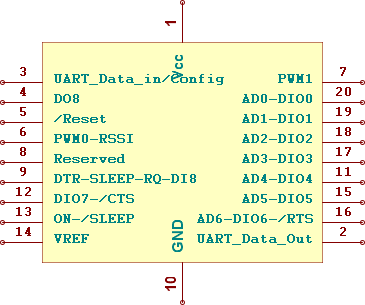 1
Vcc
3 UART_Data_in/Config PWM1 7
4 DO8 AD0-DIO0 20
5 /Reset AD1-DIO1 19
6 PWM0-RSSI AD2-DIO2 18
8 Reserved AD3-DIO3 17
9 DTR-SLEEP-RQ-DI8 AD4-DIO4 11
12 DIO7-/CTS AD5-DIO5 15
13 ON-/SLEEP AD6-DIO6-/RTS 16
14 VREF UART_Data_Out 2
GND
10